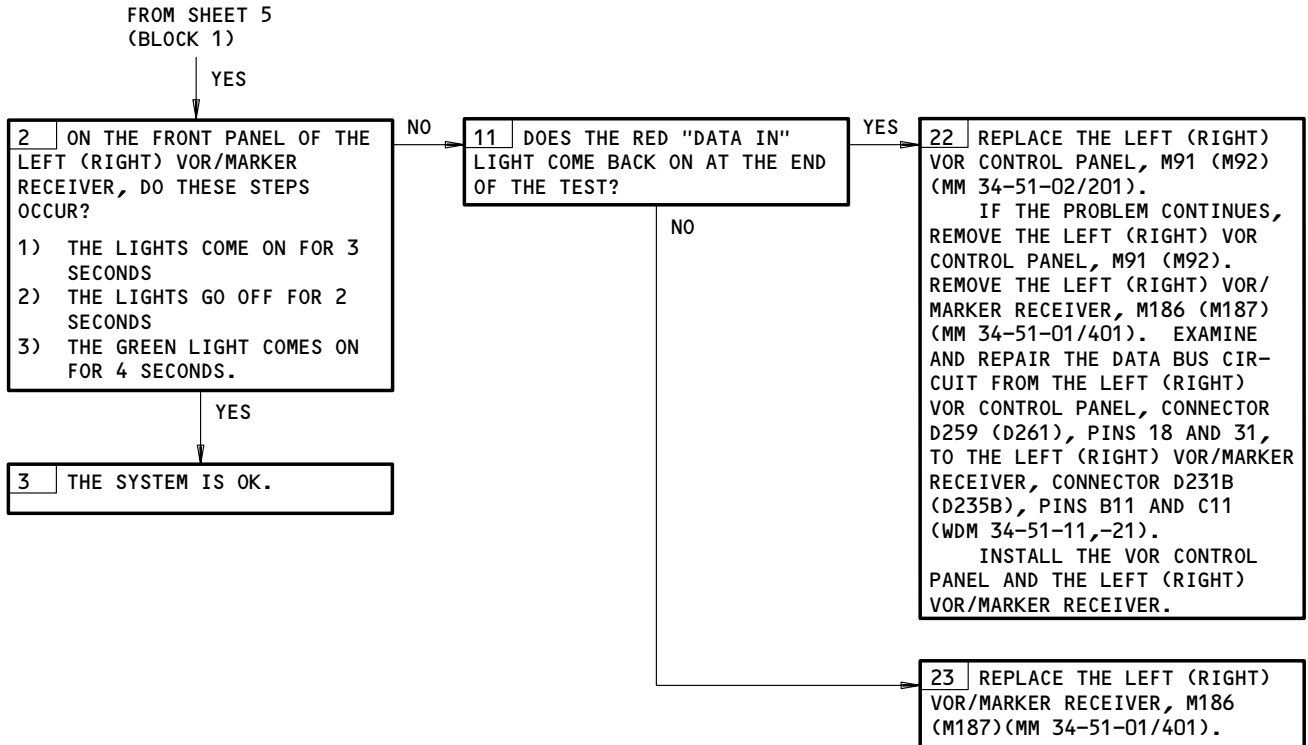 FROM SHEET 5
(BLOCK 1)
YES
2 ON THE FRONT PANEL OF THE
LEFT (RIGHT) VOR/MARKER
RECEIVER, DO THESE STEPS
OCCUR?
1) THE LIGHTS COME ON FOR 3
SECONDS
2) THE LIGHTS GO OFF FOR 2
SECONDS
3) THE GREEN LIGHT COMES ON
FOR 4 SECONDS.
YES
3 THE SYSTEM IS OK.
NO
11 DOES THE RED "DATA IN"
LIGHT COME BACK ON AT THE END
OF THE TEST?
YES
NO
22 REPLACE THE LEFT (RIGHT)
VOR CONTROL PANEL, M91 (M92)
(MM 34-51-02/201).
IF THE PROBLEM CONTINUES,
REMOVE THE LEFT (RIGHT) VOR
CONTROL PANEL, M91 (M92).
REMOVE THE LEFT (RIGHT) VOR/
MARKER RECEIVER, M186 (M187)
(MM 34-51-01/401). EXAMINE
AND REPAIR THE DATA BUS CIR-
CUIT FROM THE LEFT (RIGHT)
VOR CONTROL PANEL, CONNECTOR
D259 (D261), PINS 18 AND 31,
TO THE LEFT (RIGHT) VOR/MARKER
RECEIVER, CONNECTOR D231B
(D235B), PINS B11 AND C11
(WDM 34-51-11,-21).
INSTALL THE VOR CONTROL
PANEL AND THE LEFT (RIGHT)
VOR/MARKER RECEIVER.
23 REPLACE THE LEFT (RIGHT)
VOR/MARKER RECEIVER, M186
(M187)(MM 34-51-01/401).